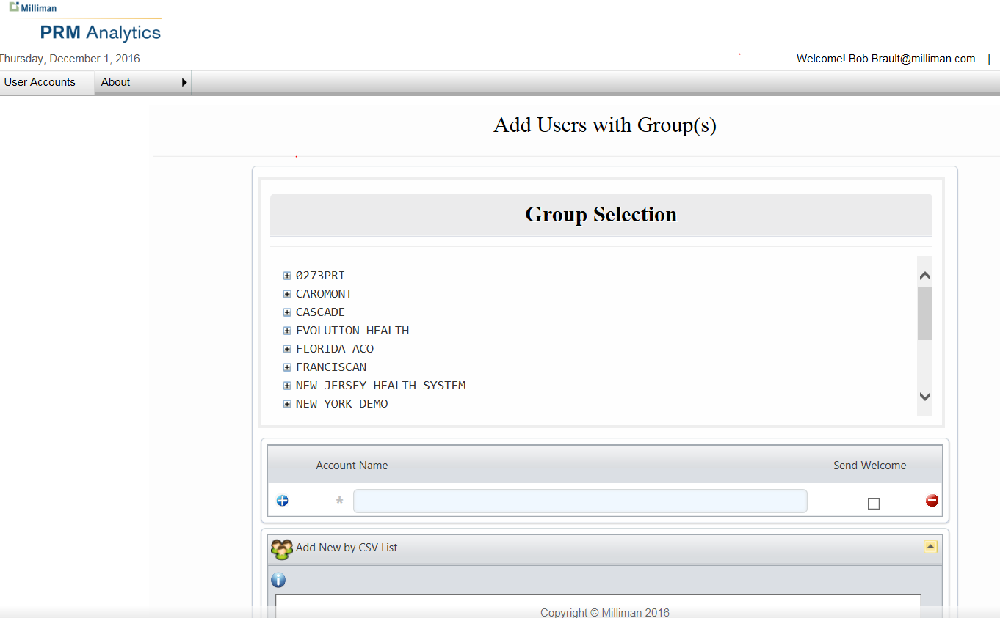 Milliman
PRM Analytics
Thursday, December 1, 2016
Welcome! Bob.Brault@milliman.com |
User Accounts
About
Add Users with Group(s)
Group Selection
0273PRI
CAROMONT
CASCADE
EVOLUTION HEALTH
FLORIDA ACO
FRANCISCAN
NEW JERSEY HEALTH SYSTEM
NEW YORK DEMO
Account Name
Send Welcome
*
Add New by CSV List
Copyright © Milliman 2016